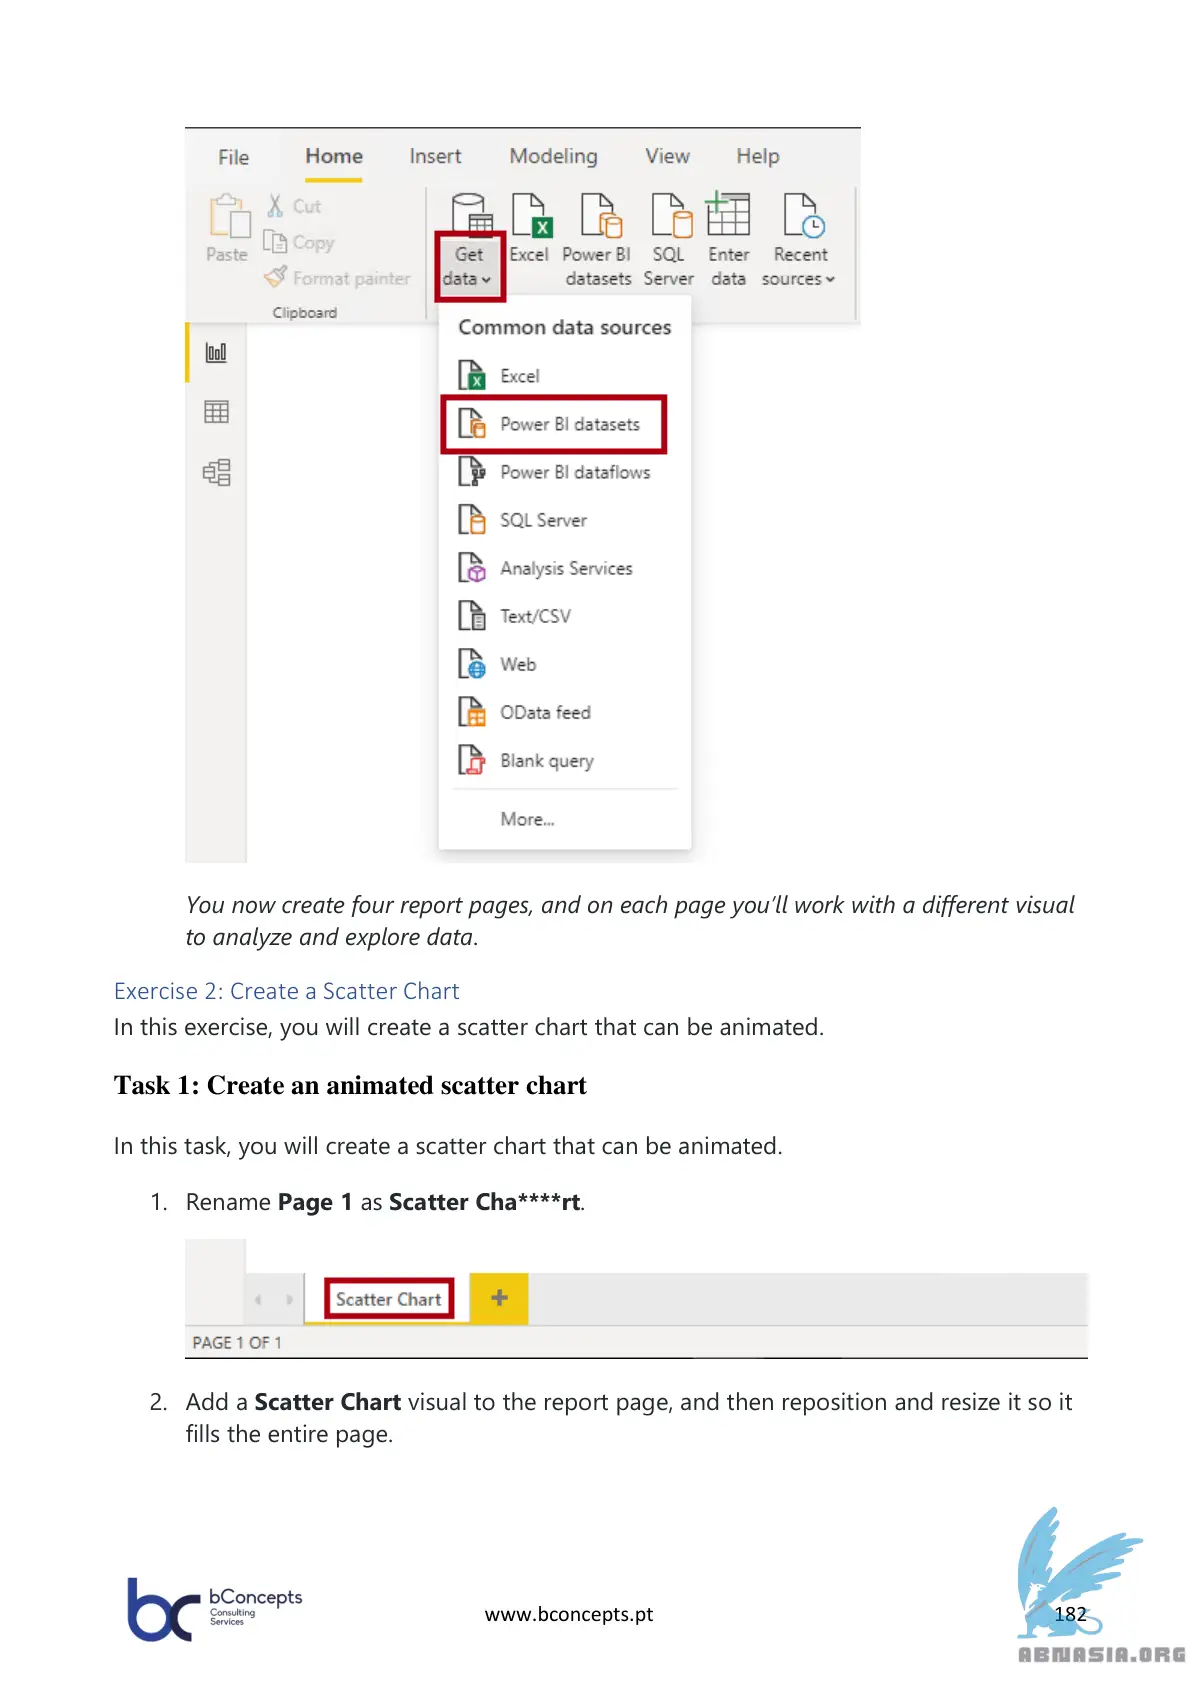 File Home Insert Modeling View Help
Cut
Copy
Format painter
Paste
Clipboard
Get data
Excel
Power BI datasets
SQL Server
Enter data
Recent sources
Common data sources
Excel
Power BI datasets
Power BI dataflows
SQL Server
Analysis Services
Text/CSV
Web
OData feed
Blank query
More...
You now create four report pages, and on each page you’ll work with a different visual
to analyze and explore data.
Exercise 2: Create a Scatter Chart
In this exercise, you will create a scatter chart that can be animated.
Task 1: Create an animated scatter chart
In this task, you will create a scatter chart that can be animated.
1. Rename Page 1 as Scatter Cha****rt.
Scatter Chart +
PAGE 1 OF 1
2. Add a Scatter Chart visual to the report page, and then reposition and resize it so it
fills the entire page.
bc bConcepts
Consulting
Services
www.bconcepts.pt
182
ABNASIA.ORG